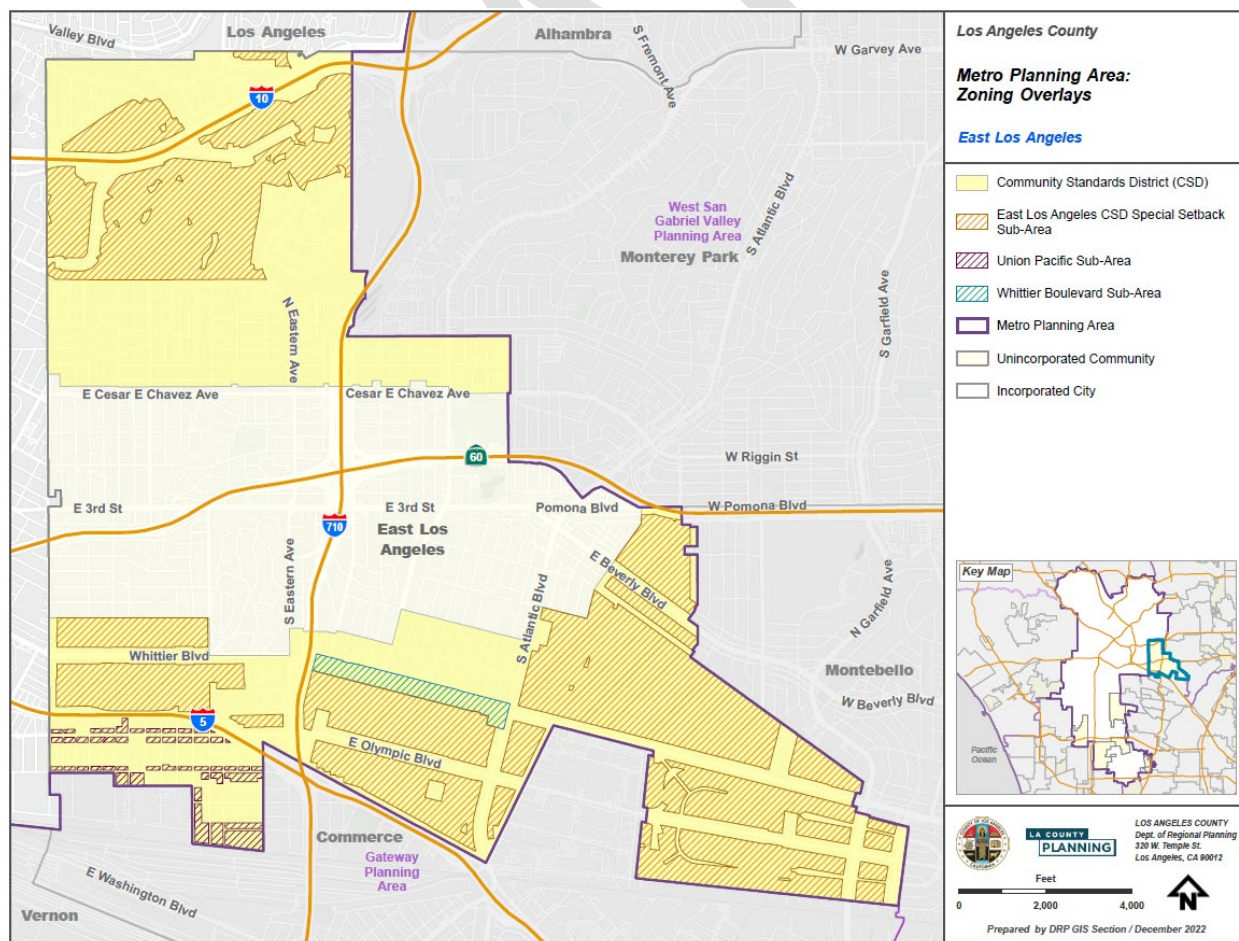 Valley Blvd
Los Angeles
Alhambra
S Fremont Ave
W Garvey Ave
10
West San
Gabriel Valley
Planning Area
Monterey Park
S Atlantic Blvd
S Garfield Ave
N Eastern Ave
E Cesar E Chavez Ave
Cesar E Chavez Ave
60
W Riggin St
E 3rd St
E 3rd St
Pomona Blvd
W Pomona Blvd
710
East Los
Angeles
S Eastern Ave
E Beverly Blvd
S Atlantic Blvd
N Garfield Ave
Whittier Blvd
Montebello
W Beverly Blvd
5
E Olympic Blvd
Commerce
Gateway
Planning
Area
E Washington Blvd
Vernon
Los Angeles County
Metro Planning Area:
Zoning Overlays
East Los Angeles
Community Standards District (CSD)
East Los Angeles CSD Special Setback
Sub-Area
Union Pacific Sub-Area
Whittier Boulevard Sub-Area
Metro Planning Area
Unincorporated Community
Incorporated City
Key Map
Pacific
Ocean
LA COUNTY
PLANNING
LOS ANGELES COUNTY
Dept. of Regional Planning
320 W. Temple St.
Los Angeles, CA 90012
Feet
0 2,000 4,000
N
Prepared by DRP GIS Section / December 2022